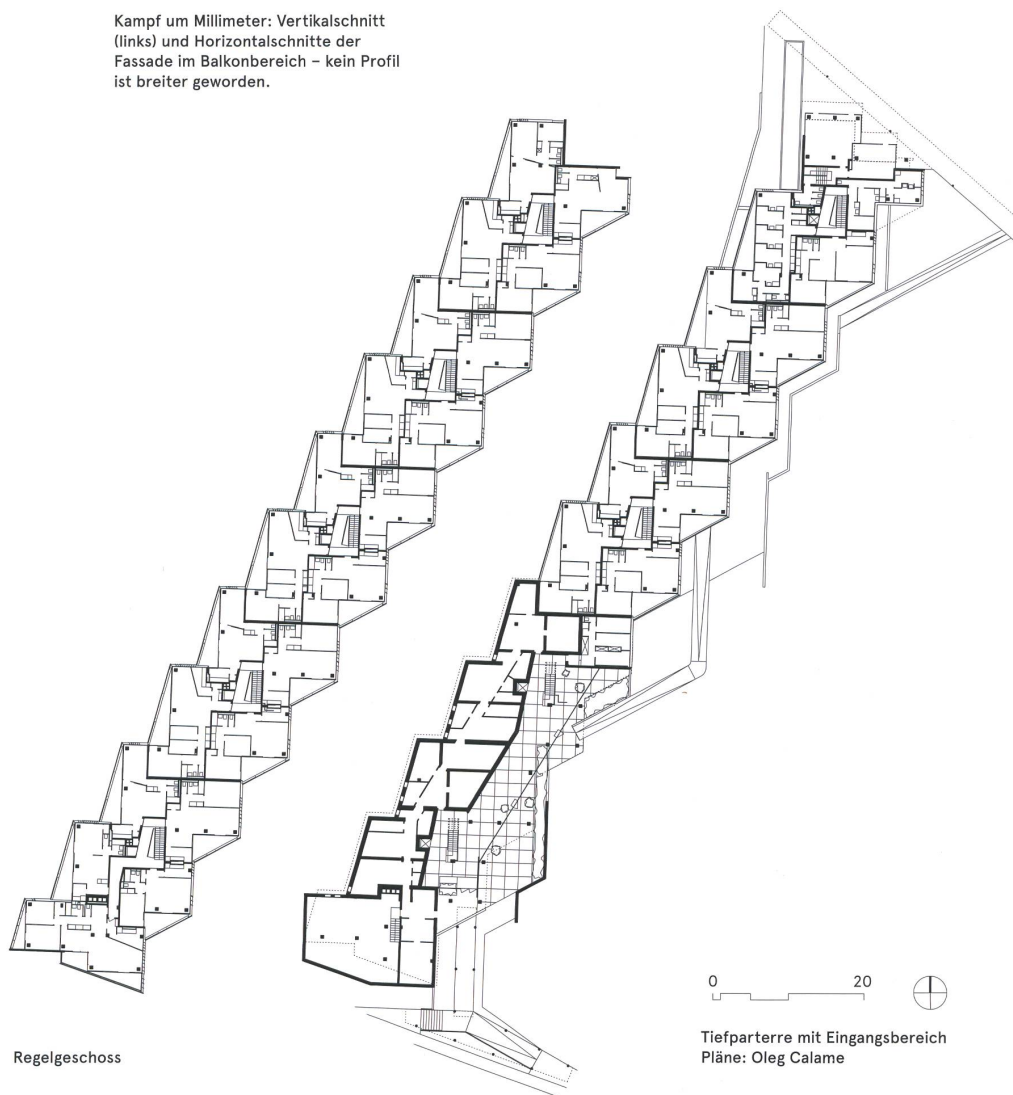 Kampf um Millimeter: Vertikalschnitt
(links) und Horizontalschnitte der
Fassade im Balkonbereich – kein Profil
ist breiter geworden.
0 20
Tiefparterre mit Eingangsbereich
Pläne: Oleg Calame
Regelgeschoss